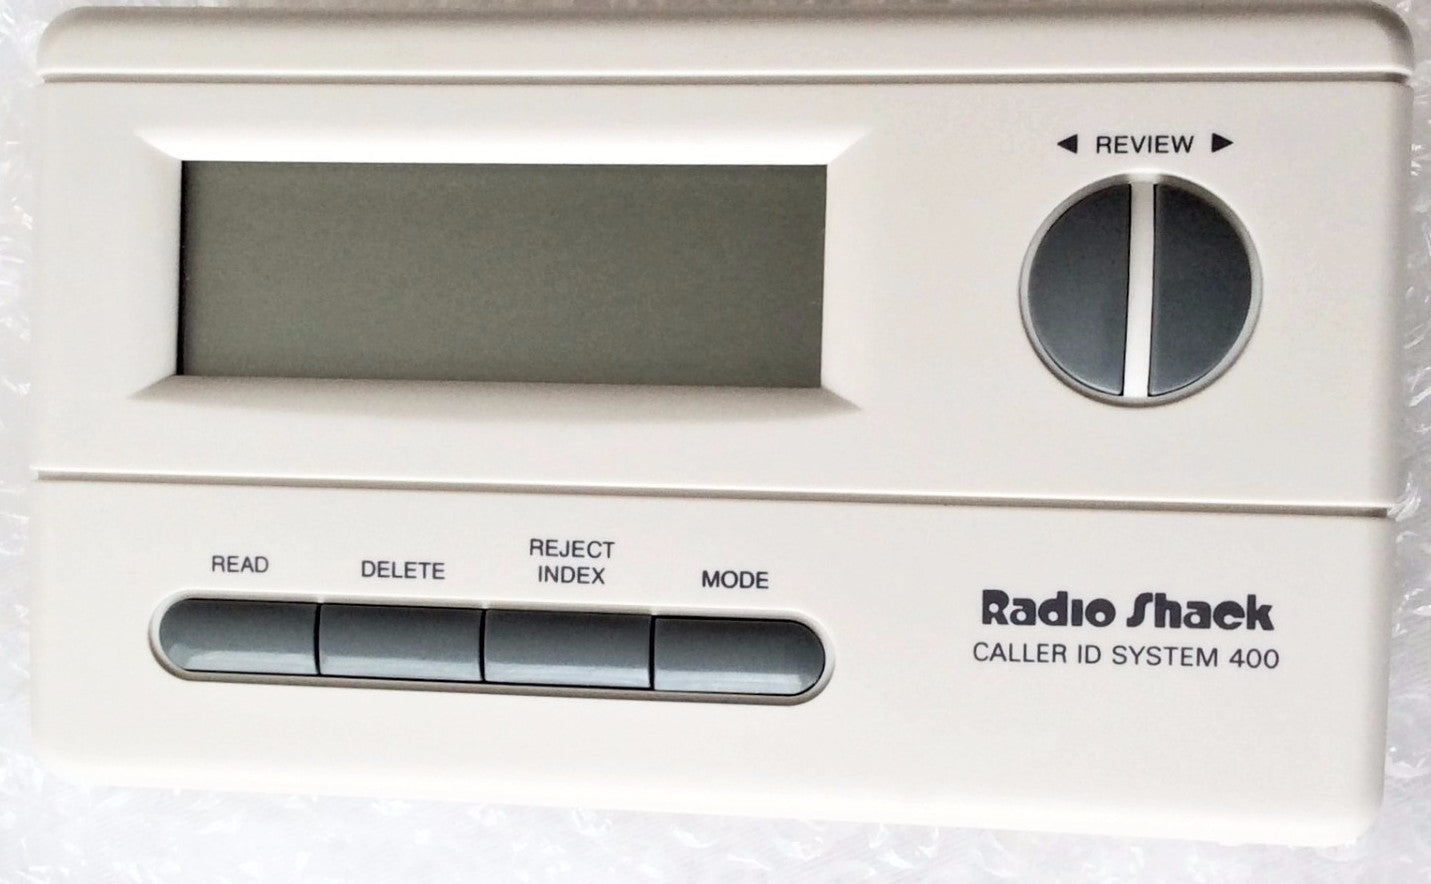 ◄ REVIEW ►
READ
DELETE
REJECT
INDEX
MODE
Radio Shack
CALLER ID SYSTEM 400